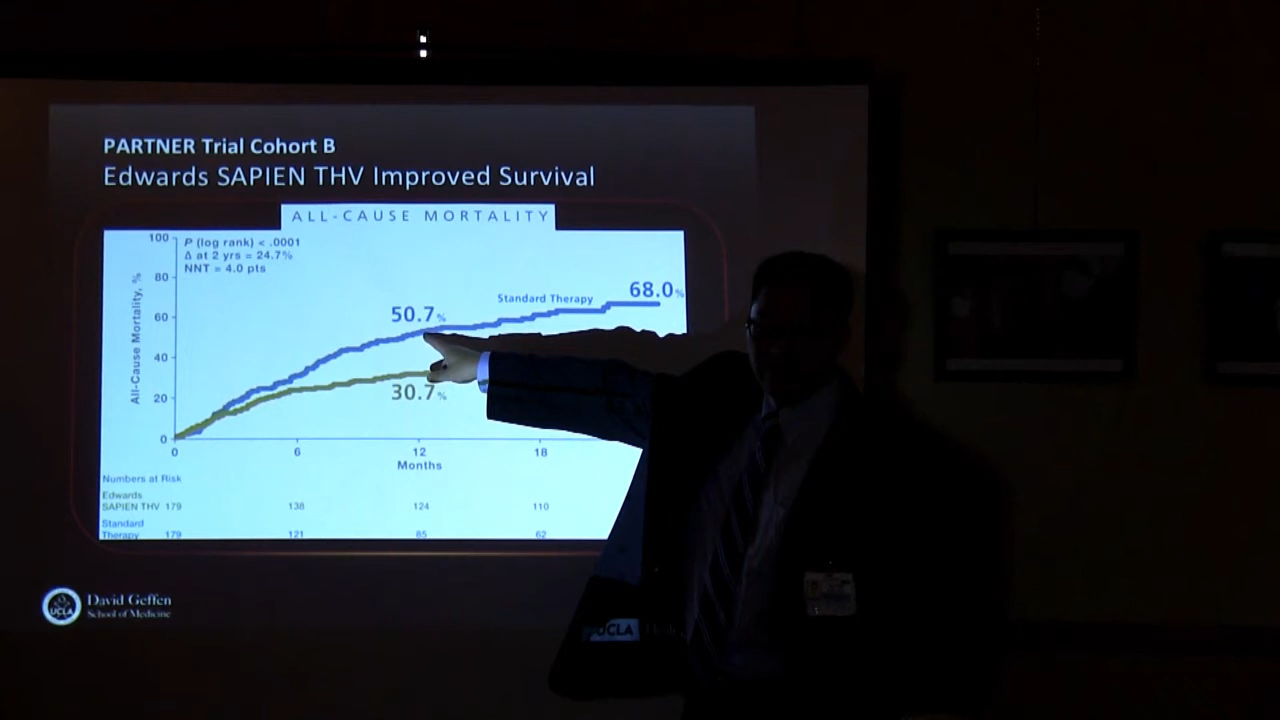 PARTNER Trial Cohort B
Edwards SAPIEN THV Improved Survival
ALL-CAUSE MORTALITY
P (log rank) < .0001
Δ at 2 yrs = 24.7%
NNT = 4.0 pts
All-Cause Mortality, %
100
80
60
40
20
0
Standard Therapy
68.0%
50.7%
30.7%
0 6 12 18
Months
Numbers at Risk
Edwards
SAPIEN THV 179 138 124 110
Standard
Therapy 179 121 85 62
UCLA
David Geffen
School of Medicine
UCLA